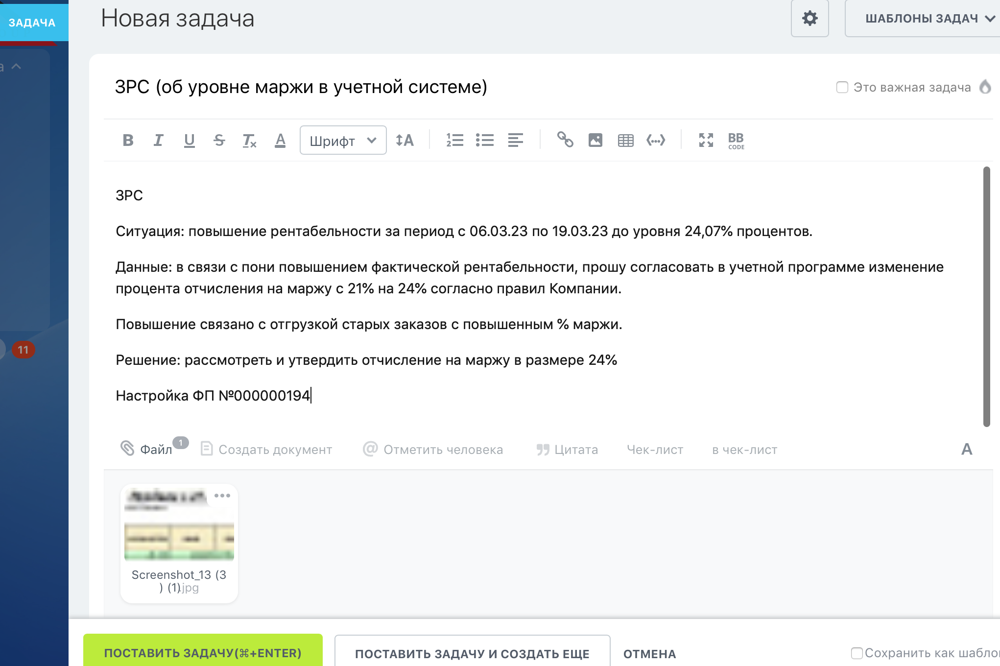 ЗАДАЧА
Новая задача
ШАБЛОНЫ ЗАДАЧ
а
ЗРС (об уровне маржи в учетной системе)
Это важная задача
B I U S Tx A Шрифт A BB CODE
ЗРС
Ситуация: повышение рентабельности за период с 06.03.23 по 19.03.23 до уровня 24,07% процентов.
Данные: в связи с пони повышением фактической рентабельности, прошу согласовать в учетной программе изменение
процента отчисления на маржу с 21% на 24% согласно правил Компании.
Повышение связано с отгрузкой старых заказов с повышенным % маржи.
11
Решение: рассмотреть и утвердить отчисление на маржу в размере 24%
Настройка ФП №000000194
Файл 1 Создать документ @ Отметить человека Цитата Чек-лист в чек-лист A
Screenshot_13 (3
) (1).jpg
ПОСТАВИТЬ ЗАДАЧУ(⌘+ENTER) ПОСТАВИТЬ ЗАДАЧУ И СОЗДАТЬ ЕЩЕ ОТМЕНА Сохранить как шабло